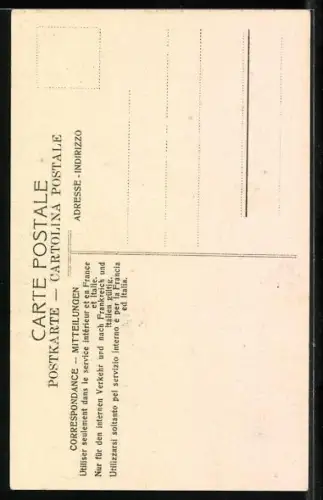 CARTE POSTALE
POSTKARTE — CARTOLINA POSTALE
CORRESPONDANCE — MITTEILUNGEN
Utiliser seulement dans le service intérieur et en France
et Italie.
Nur für den internen Verkehr und nach Frankreich und
Italien gültig.
Utilizzarsi soltanto pel servizio interno e per la Francia
ed Italia.
ADRESSE - INDIRIZZO